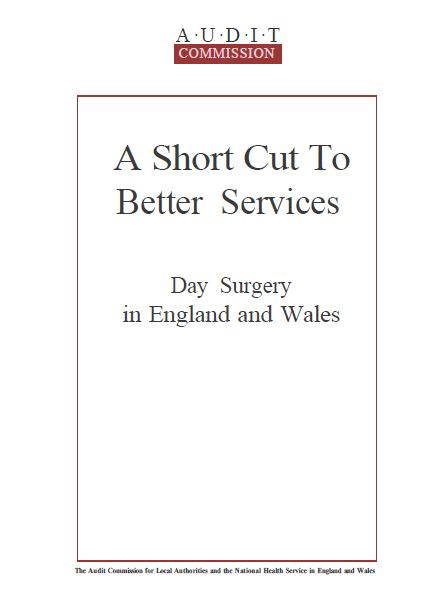 A·U·D·I·T
COMMISSION
A Short Cut To
Better Services
Day Surgery
in England and Wales
The Audit Commission for Local Authorities and the National Health Service in England and Wales